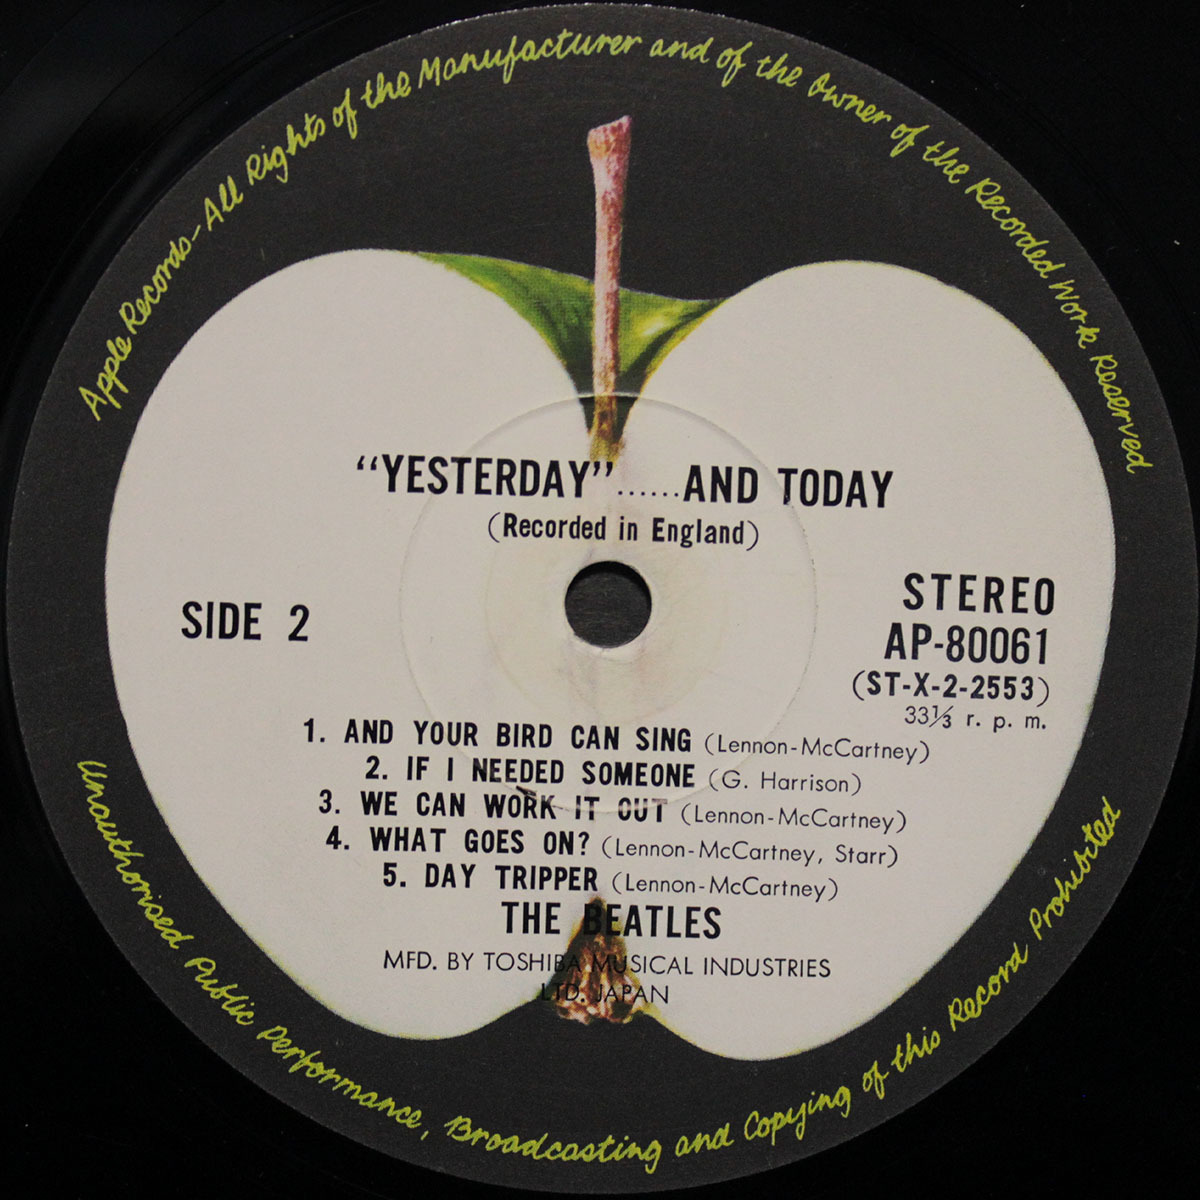 Apple Records-All Rights of the Manufacturer and of the Owner of the Recorded Work Reserved
“YESTERDAY”......AND TODAY
(Recorded in England)
SIDE 2
STEREO
AP-80061
(ST-X-2-2553)
33⅓ r. p. m.
1. AND YOUR BIRD CAN SING (Lennon-McCartney)
2. IF I NEEDED SOMEONE (G. Harrison)
3. WE CAN WORK IT OUT (Lennon-McCartney)
4. WHAT GOES ON? (Lennon-McCartney, Starr)
5. DAY TRIPPER (Lennon-McCartney)
THE BEATLES
MFD. BY TOSHIBA MUSICAL INDUSTRIES
LTD. JAPAN
Unauthorised Public Performance, Broadcasting and Copying of this Record Prohibited